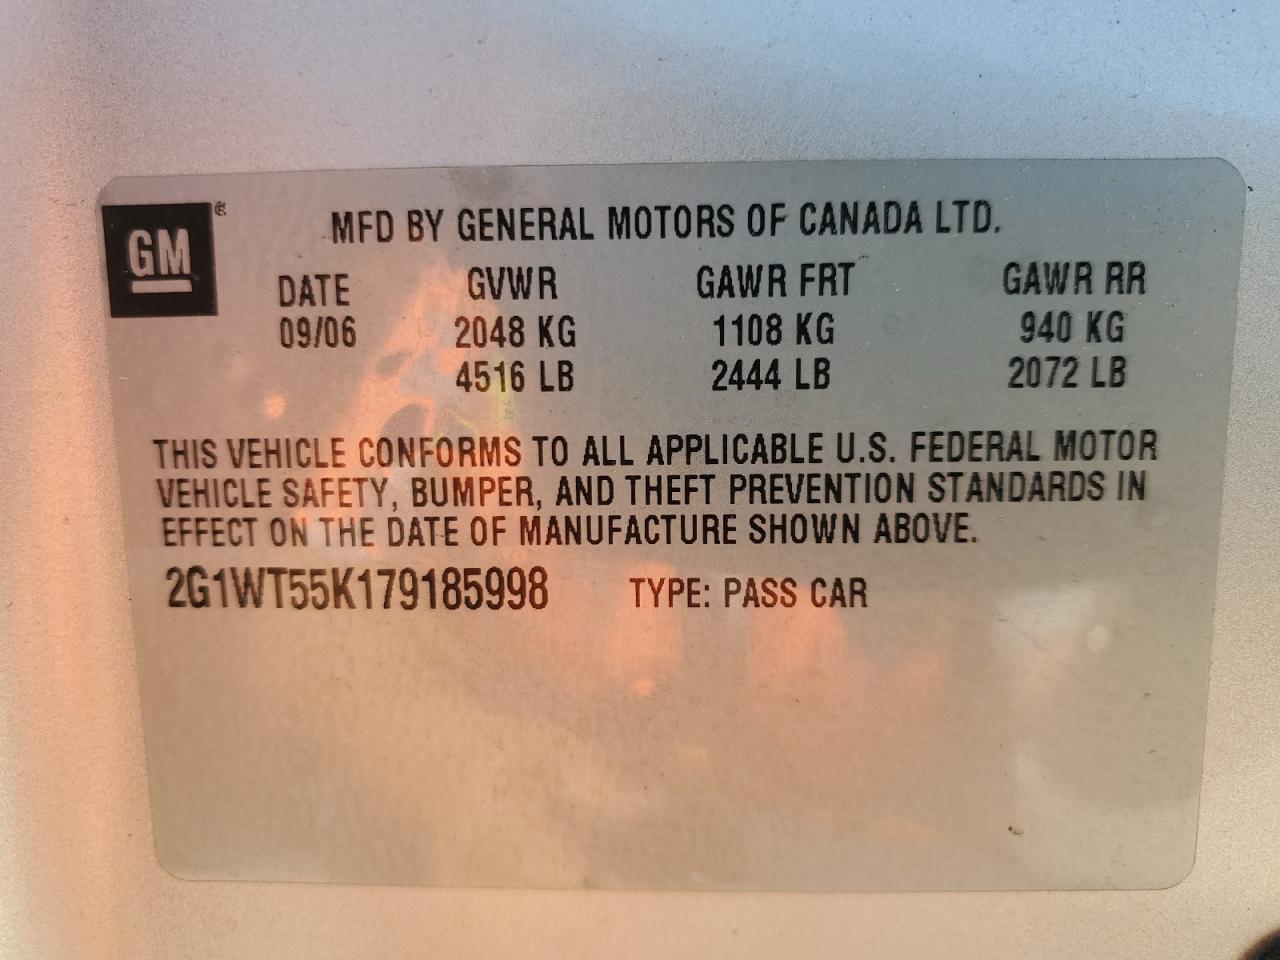 GM
MFD BY GENERAL MOTORS OF CANADA LTD.
DATE GVWR GAWR FRT GAWR RR
09/06 2048 KG 1108 KG 940 KG
4516 LB 2444 LB 2072 LB
THIS VEHICLE CONFORMS TO ALL APPLICABLE U.S. FEDERAL MOTOR
VEHICLE SAFETY, BUMPER, AND THEFT PREVENTION STANDARDS IN
EFFECT ON THE DATE OF MANUFACTURE SHOWN ABOVE.
2G1WT55K179185998 TYPE: PASS CAR